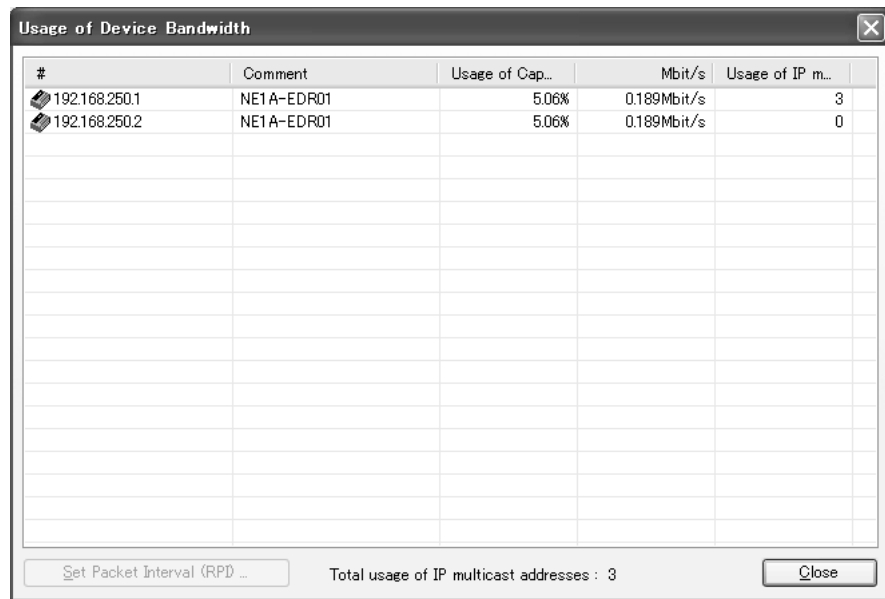 Usage of Device Bandwidth
# Comment Usage of Cap... Mbit/s Usage of IP m...
192.168.250.1 NE1A-EDR01 5.06% 0.189Mbit/s 3
192.168.250.2 NE1A-EDR01 5.06% 0.189Mbit/s 0
Set Packet Interval (RPI) ... Total usage of IP multicast addresses : 3 Close